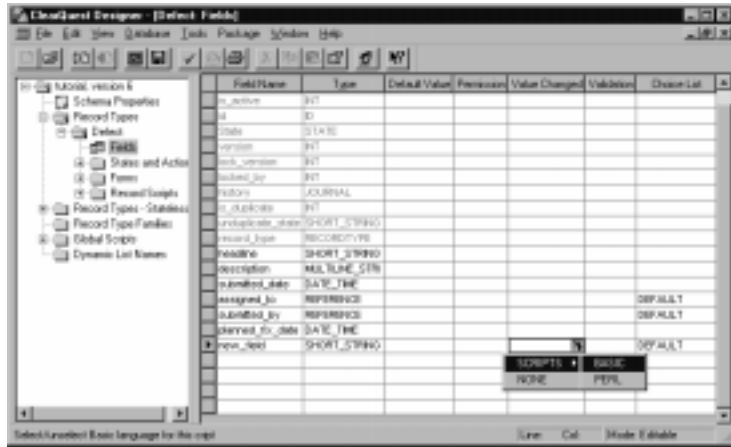 ClearQuest Designer - [Defect: Fields]
File Edit View Database Tools Package Window Help
tutorial, version 6
Schema Properties
Record Types
Defect
Fields
States and Action
Forms
Record Scripts
Record Types - Stateless
Record Type Families
Global Scripts
Dynamic List Names
Field Name Type Default Value Permission Value Changed Validation Choice List
is_active INT
id ID
State STATE
version INT
lock_version INT
locked_by INT
history JOURNAL
is_duplicate INT
unduplicate_state SHORT_STRING
record_type RECORDTYPE
headline SHORT_STRING
description MULTILINE_STRI
submitted_date DATE_TIME
assigned_to REFERENCE DEFAULT
submitted_by REFERENCE DEFAULT
planned_fix_date DATE_TIME
new_field SHORT_STRING DEFAULT
SCRIPTS BASIC
NONE PERL
Select/unselect Basic language for this script Line: Col: Mode: Editable